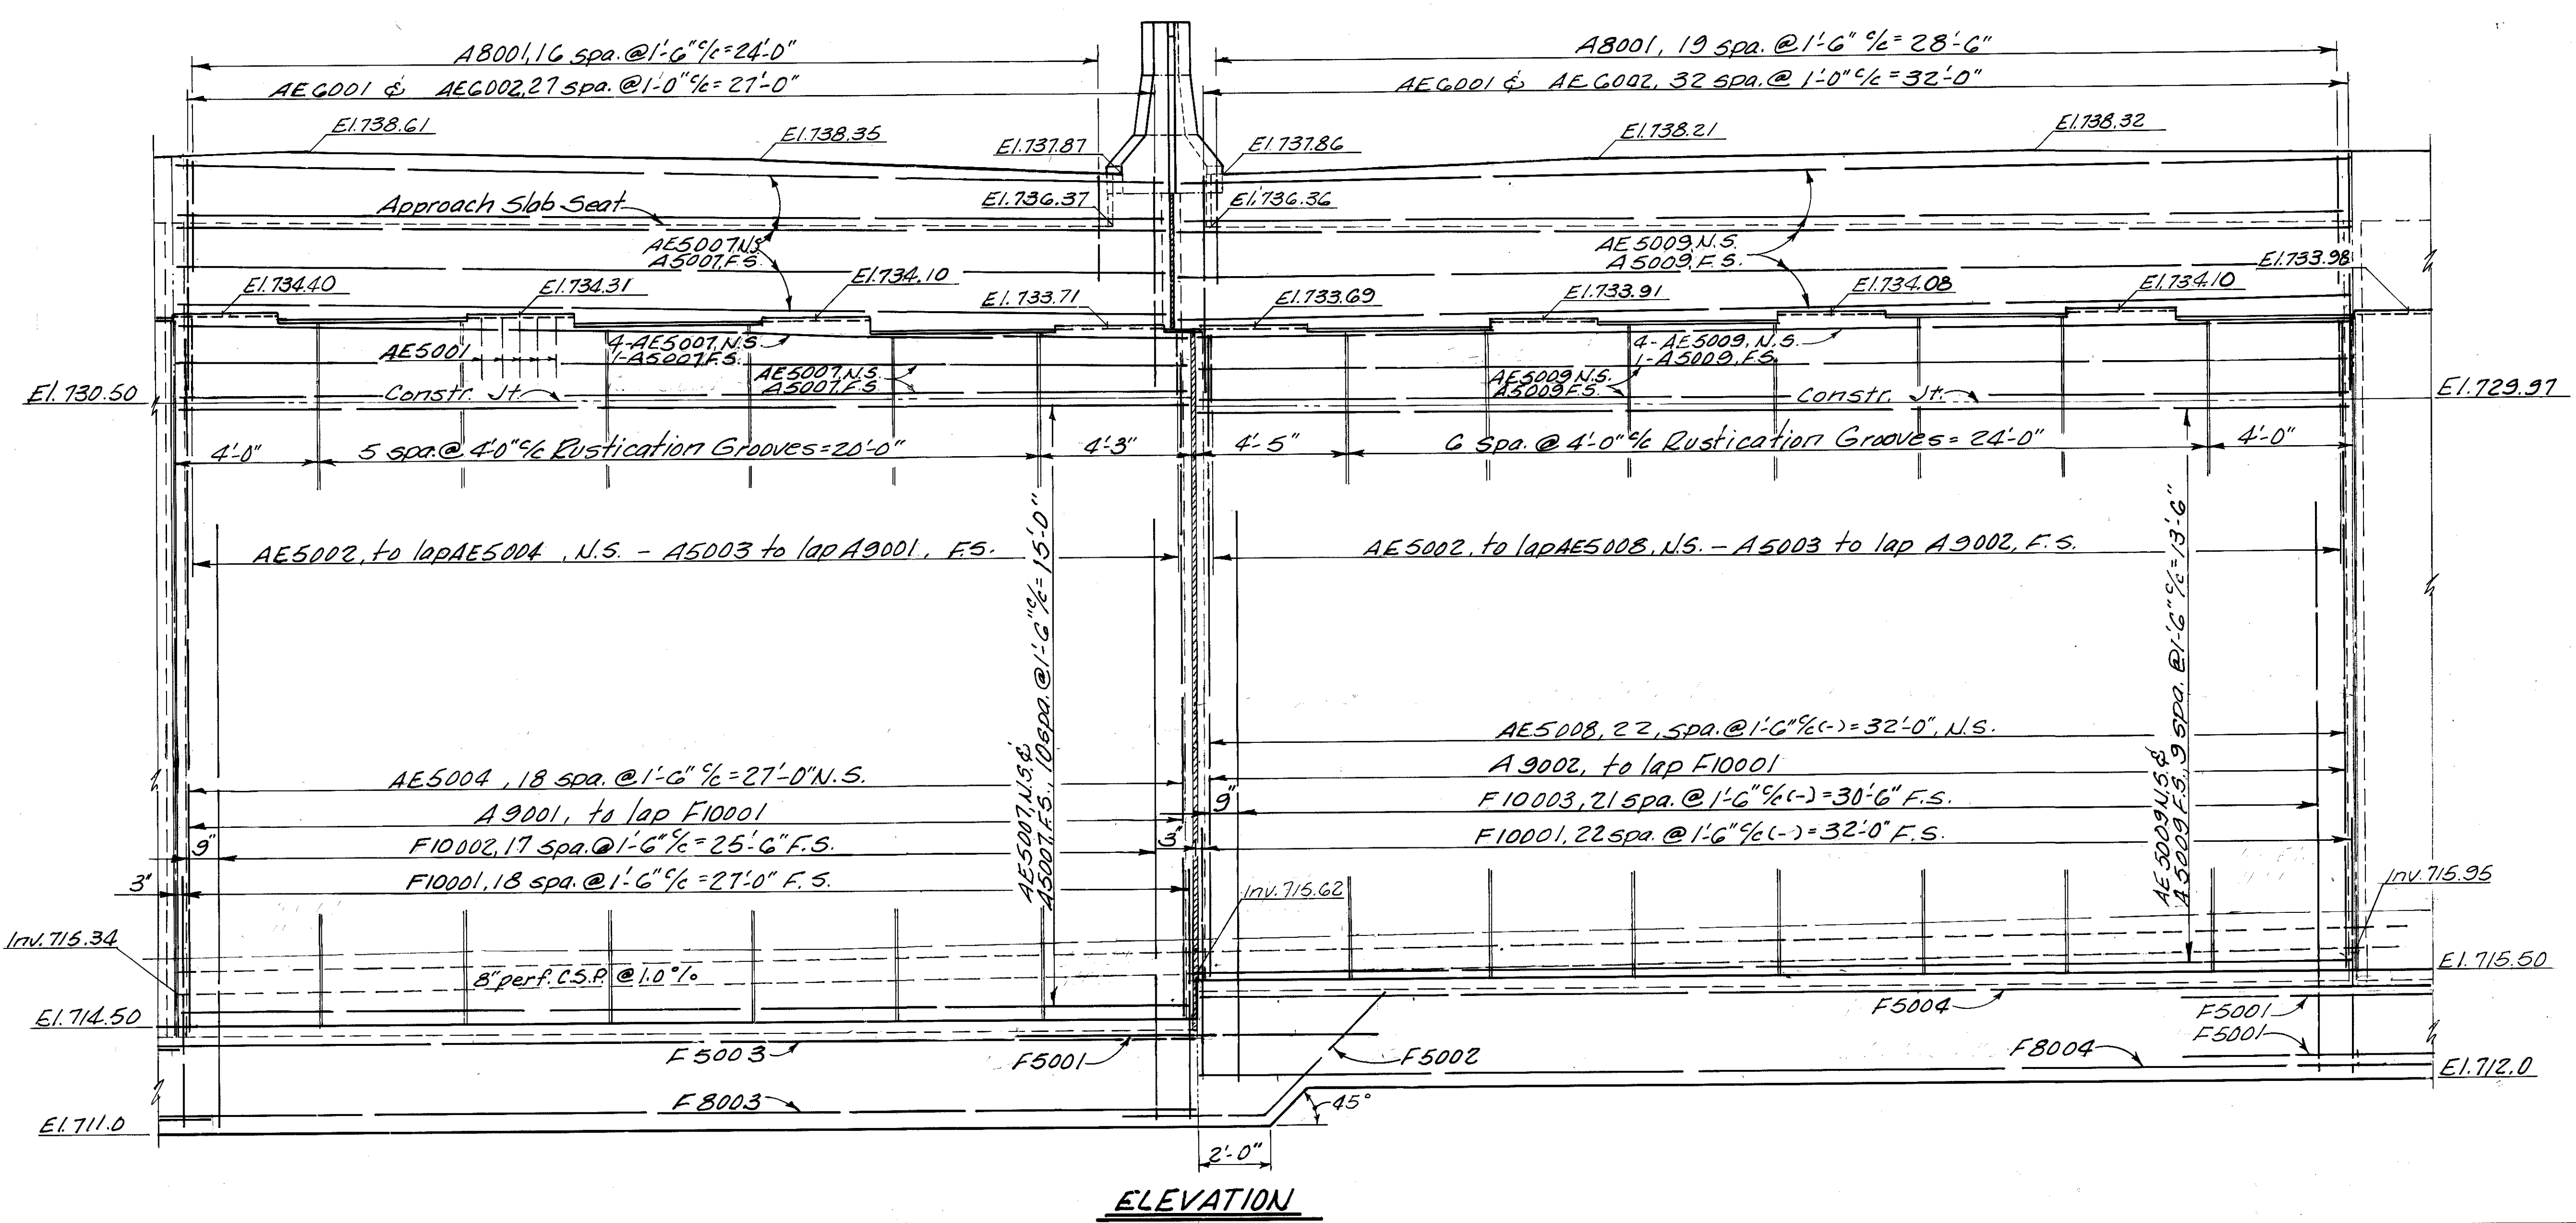 A8001, 16 spa. @ 1'-6" c/c = 24'-0"
A8001, 19 spa. @ 1'-6" c/c = 28'-6"
AE6001 & AE6002, 27 spa. @ 1'-0" c/c = 27'-0"
AE6001 & AE6002, 32 spa. @ 1'-0" c/c = 32'-0"
El. 738.61
El. 738.35
El. 737.87
El. 737.86
El. 738.21
El. 738.32
Approach Slab Seat
El. 736.37
El. 736.36
AE5007 N.S.
A5007, F.S.
AE5009, N.S.
A5009, F.S.
El. 734.40
El. 734.31
El. 734.10
El. 733.71
El. 733.69
El. 733.91
El. 734.08
El. 734.10
El. 733.98
AE5001
4-AE5007, N.S.
1-A5007, F.S.
AE5007, N.S.
A5007, F.S.
4-AE5009, N.S.
1-A5009, F.S.
AE5009 N.S.
A5009 F.S.
El. 730.50
Constr. Jt.
Constr. Jt.
El. 729.97
4'-0"
5 spa. @ 4'-0" c/c Rustication Grooves = 20'-0"
4'-3"
4'-5"
6 spa. @ 4'-0" c/c Rustication Grooves = 24'-0"
4'-0"
AE5002, to lap AE5004, N.S. - A5003 to lap A9001, F.S.
AE5002, to lap AE5008, N.S. - A5003 to lap A9002, F.S.
AE5007, N.S. &
A5007 F.S., 10 spa. @ 1'-6" c/c = 15'-0"
AE5009 N.S. &
A5009 F.S., 9 spa. @ 1'-6" c/c = 13'-6"
AE5004, 18 spa. @ 1'-6" c/c = 27'-0" N.S.
A9001, to lap F10001
F10002, 17 spa. @ 1'-6" c/c = 25'-6" F.S.
F10001, 18 spa. @ 1'-6" c/c = 27'-0" F.S.
9"
3"
3"
9"
AE5008, 22, spa. @ 1'-6" c/c (-) = 32'-0", N.S.
A9002, to lap F10001
F10003, 21 spa. @ 1'-6" c/c (-) = 30'-6" F.S.
F10001, 22 spa. @ 1'-6" c/c (-) = 32'-0" F.S.
Inv. 715.34
Inv. 715.62
Inv. 715.95
8" perf. C.S.P. @ 1.0%
El. 714.50
El. 715.50
F5003
F5001
F5002
F5004
F5001
F5001
F8004
El. 712.0
F8003
El. 711.0
45°
2'-0"
ELEVATION